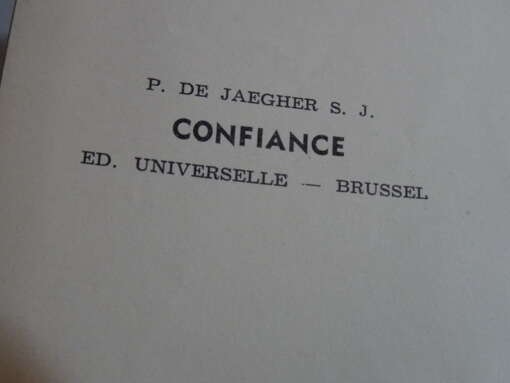 P. DE JAEGHER S. J.
CONFIANCE
ED. UNIVERSELLE — BRUSSEL